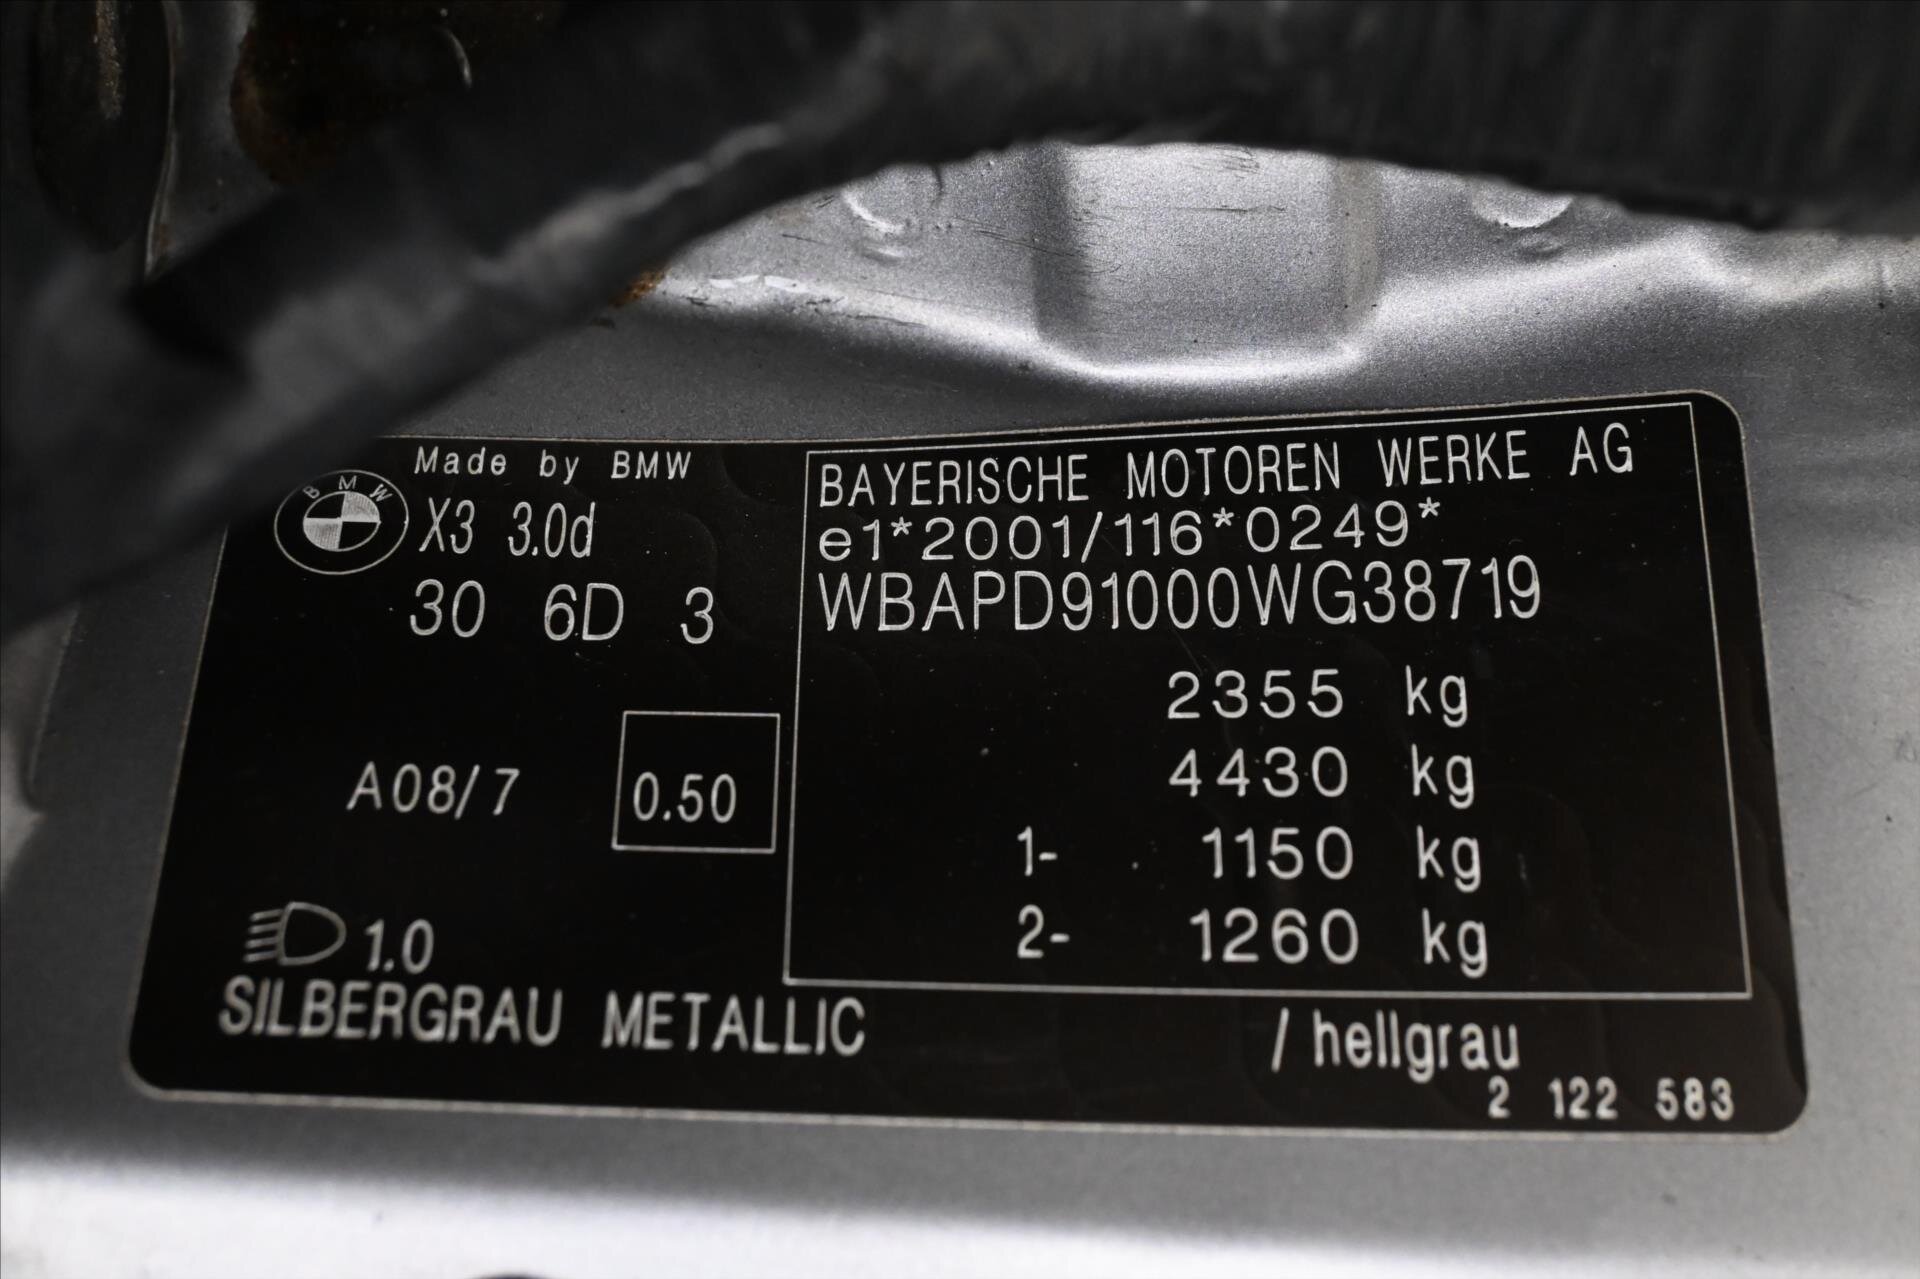 Made by BMW
BMW
X3 3.0d
30 6D 3
A08/7
0.50
1.0
SILBERGRAU METALLIC
BAYERISCHE MOTOREN WERKE AG
e1*2001/116*0249*
WBAPD91000WG38719
2355 kg
4430 kg
1- 1150 kg
2- 1260 kg
/ hellgrau
2 122 583